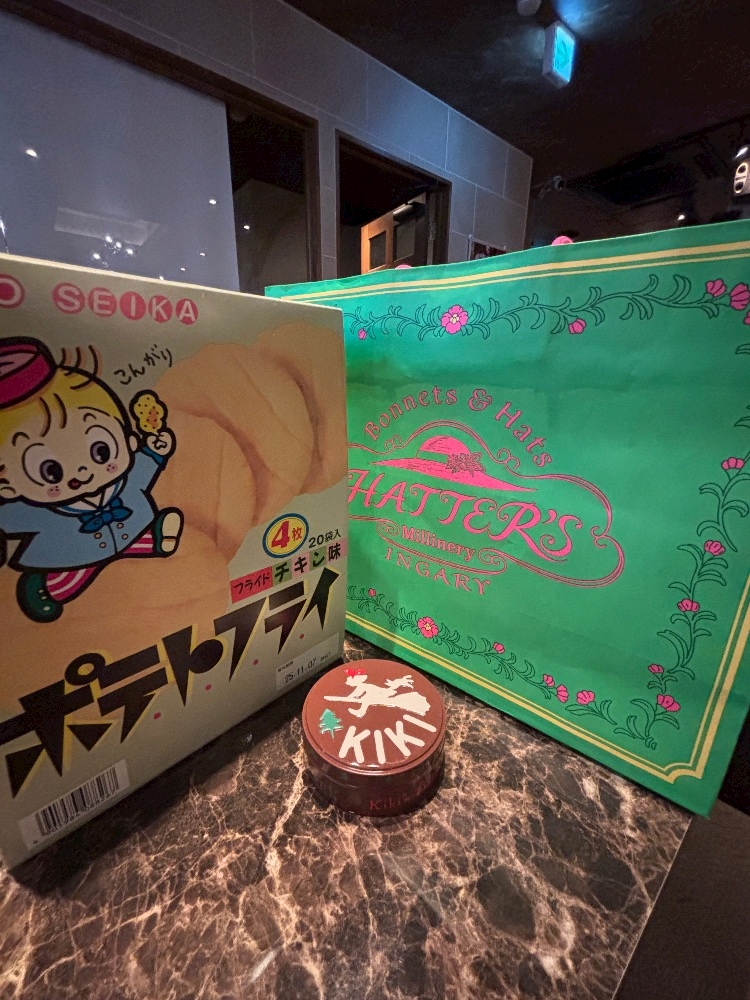 O SEIKA
こんがり
4枚
20袋入
フライド チキン味
ポテトフライ
25-11-07
Bonnets & Hats
HATTER'S
Millinery
INGARY
KIKI